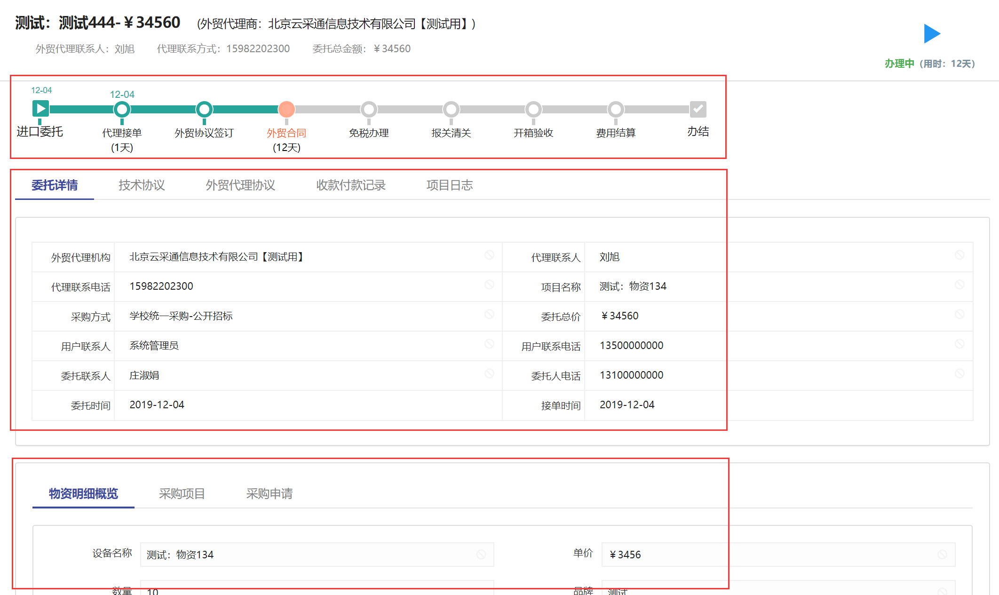 测试：测试444-￥34560 (外贸代理商：北京云采通信息技术有限公司【测试用】)
外贸代理联系人：刘旭 代理联系方式：15982202300 委托总金额：￥34560
办理中 (用时：12天)
12-04 12-04
进口委托 代理接单 外贸协议签订 外贸合同 免税办理 报关清关 开箱验收 费用结算 办结
(1天) (12天)
委托详情 技术协议 外贸代理协议 收款付款记录 项目日志
外贸代理机构 北京云采通信息技术有限公司【测试用】 代理联系人 刘旭
代理联系电话 15982202300 项目名称 测试：物资134
采购方式 学校统一采购-公开招标 委托总价 ￥34560
用户联系人 系统管理员 用户联系电话 13500000000
委托联系人 庄淑娟 委托人电话 13100000000
委托时间 2019-12-04 接单时间 2019-12-04
物资明细概览 采购项目 采购申请
设备名称 测试：物资134 单价 ￥3456
数量 10 品牌 测试